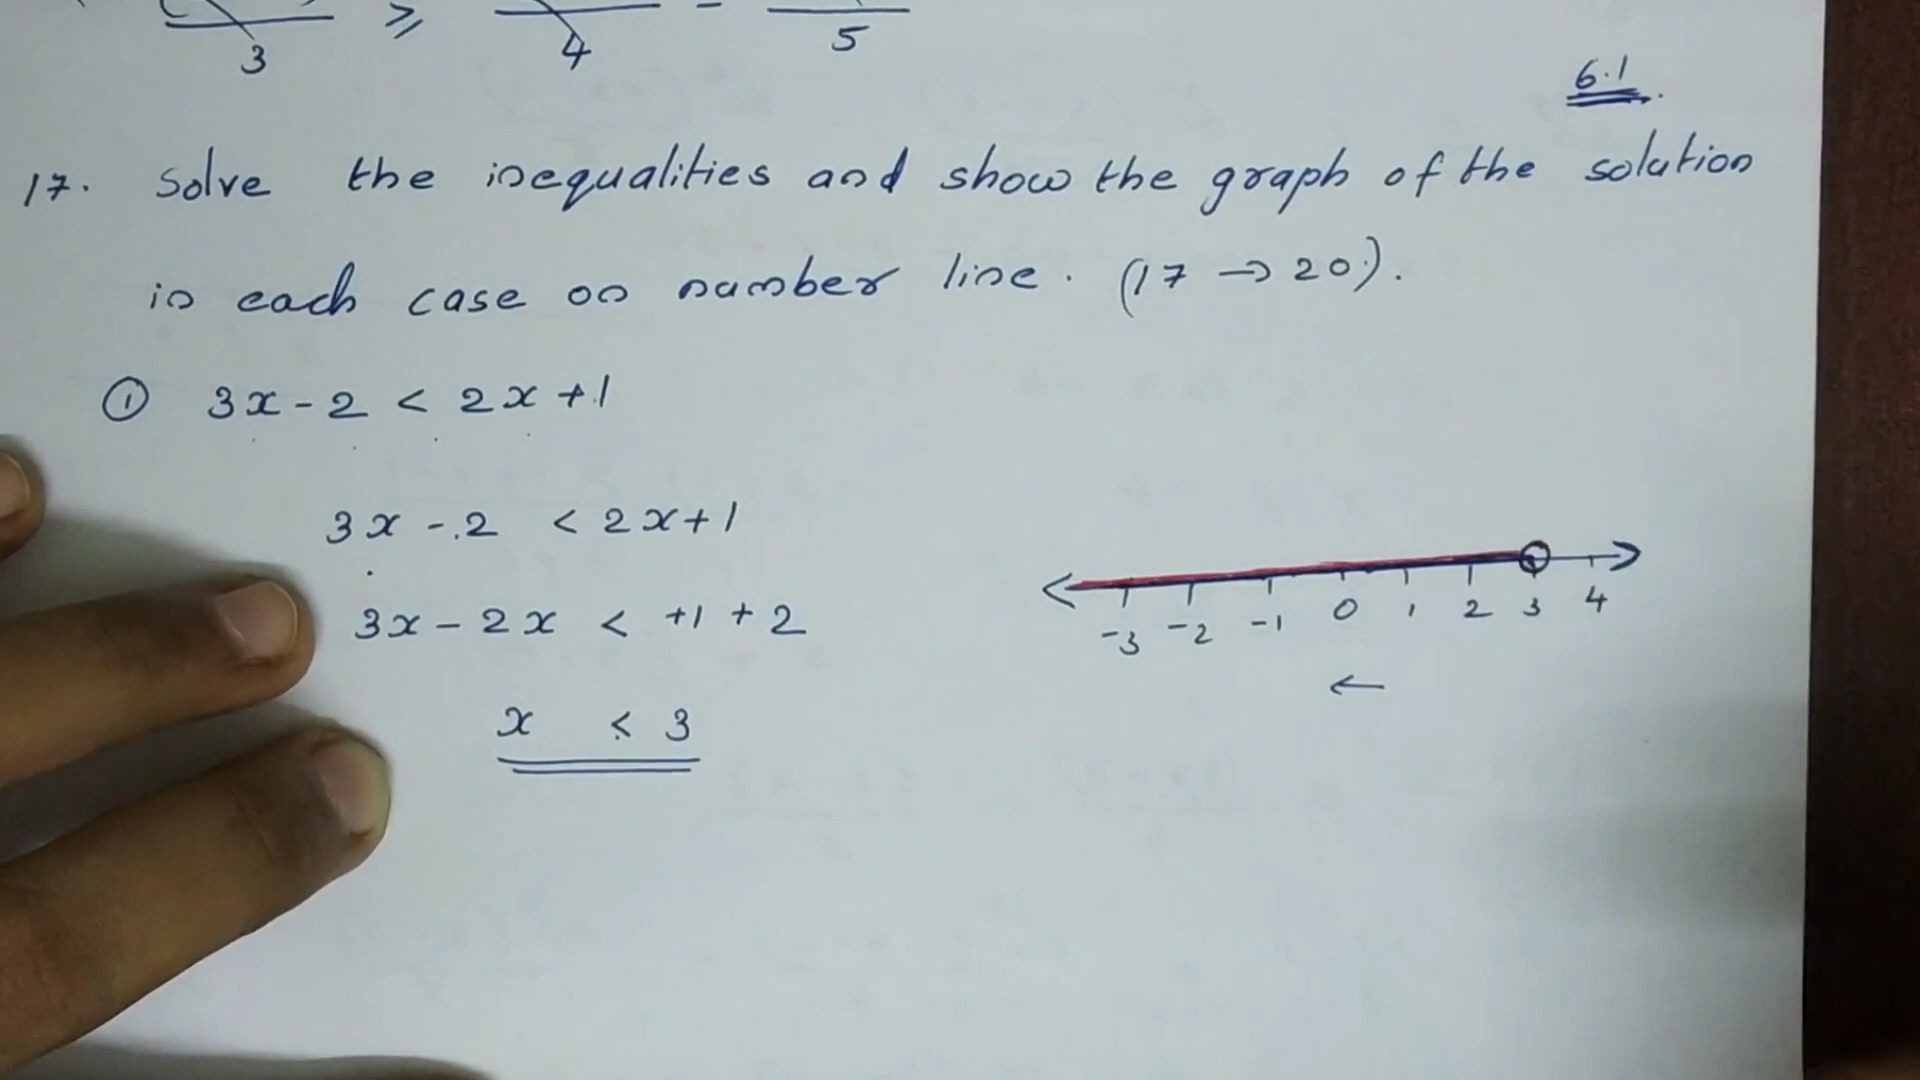 3 ≥ 4 - 5
6.1
17. Solve the inequalities and show the graph of the solution
in each case on number line. (17 → 20).
① 3x - 2 < 2x + 1
3x - 2 < 2x + 1
3x - 2x < +1 + 2
x < 3
-3 -2 -1 0 1 2 3 4
←